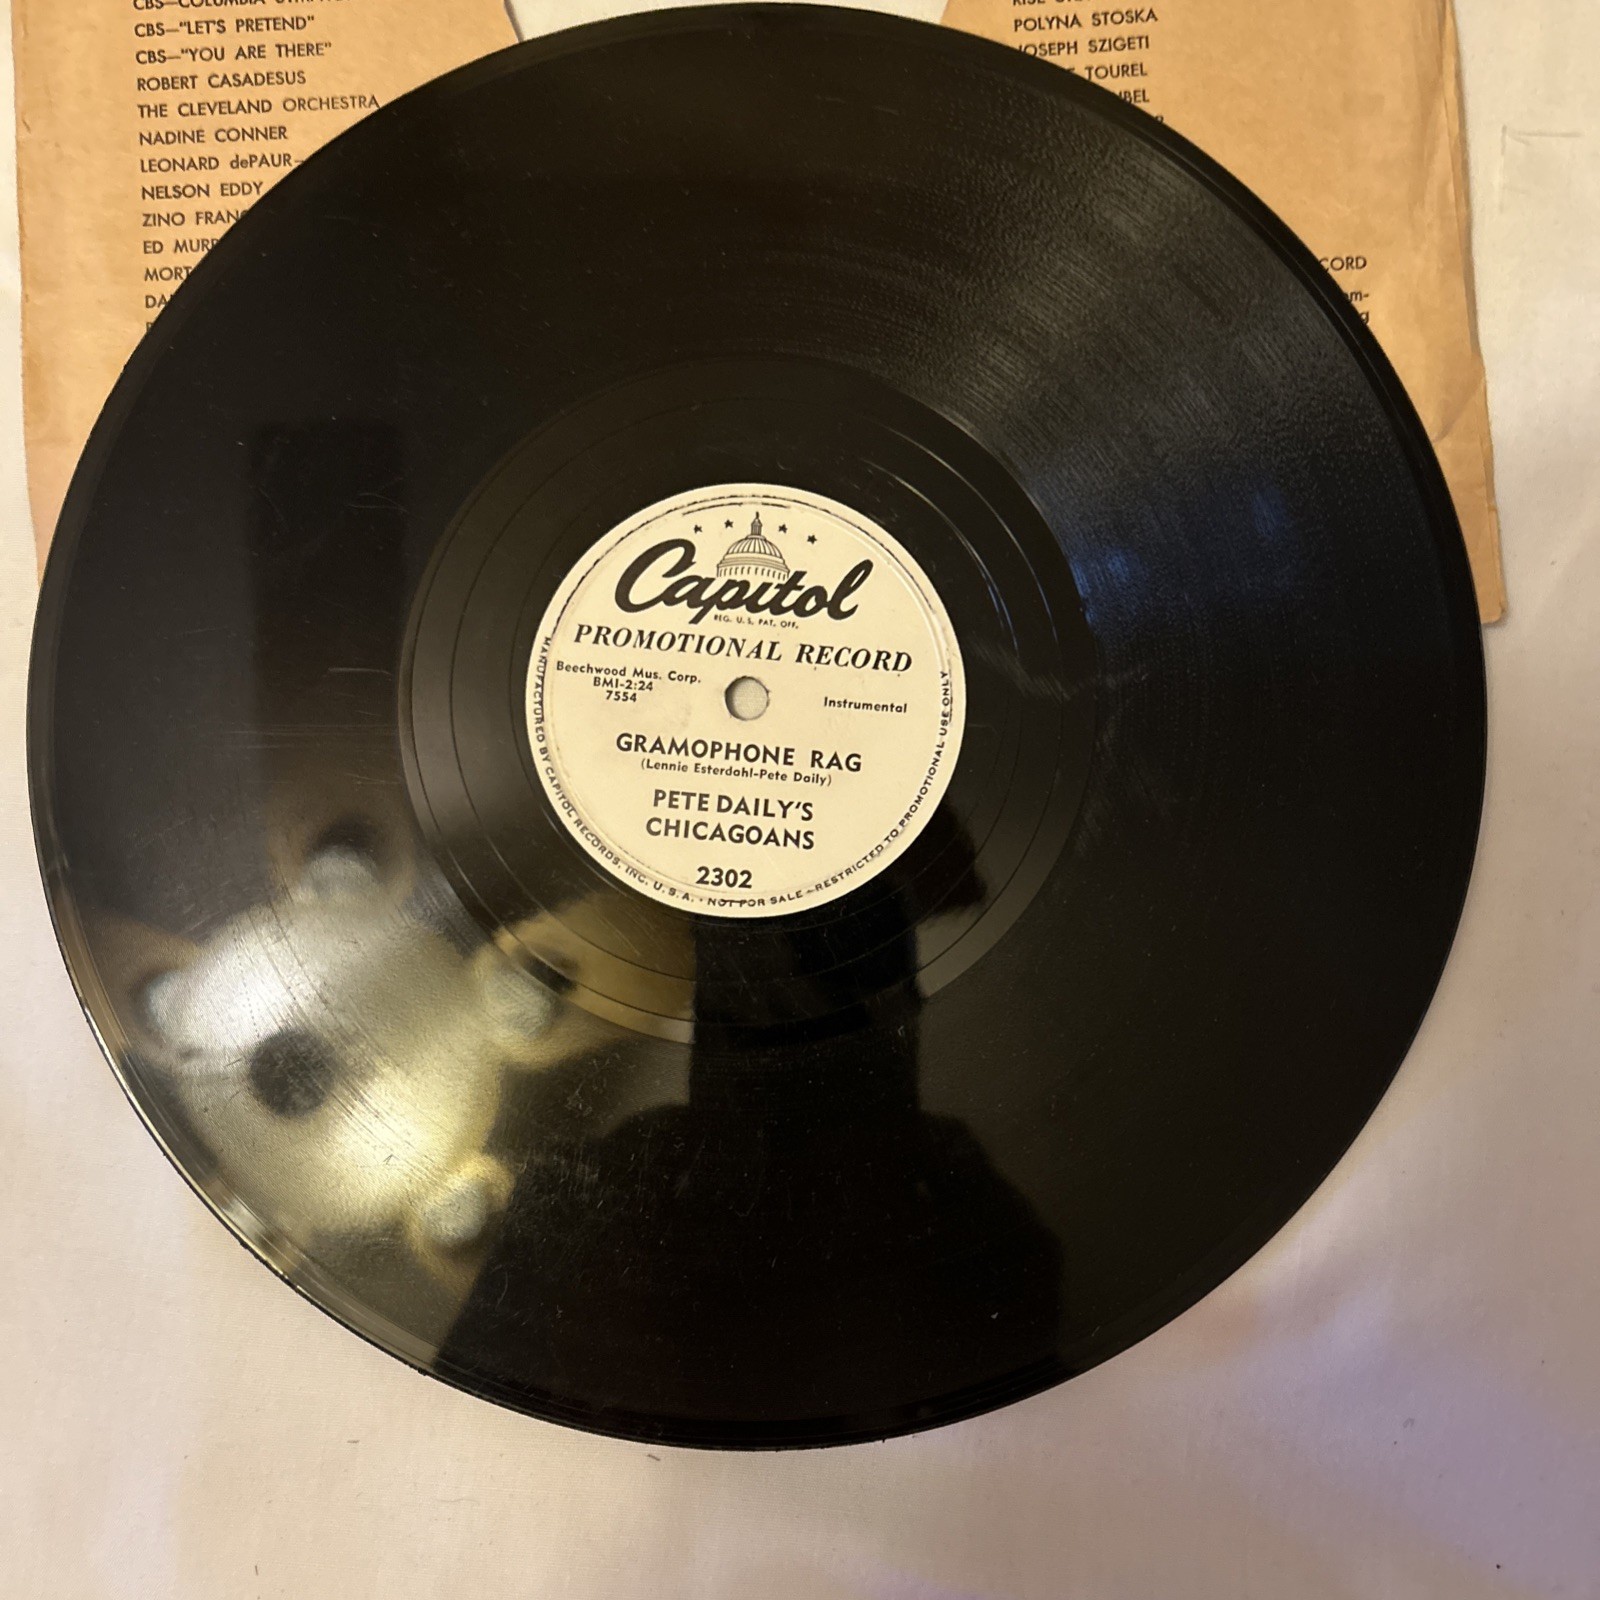 CBS—"LET'S PRETEND"
CBS—"YOU ARE THERE"
ROBERT CASADESUS
THE CLEVELAND ORCHESTRA
NADINE CONNER
LEONARD dePAUR—
NELSON EDDY
ZINO
ED
POLYNA STOSKA
JOSEPH SZIGETI
TOUREL
Capitol
REG. U.S. PAT. OFF.
PROMOTIONAL RECORD
Beechwood Mus. Corp.
BMI-2:24
7554
Instrumental
GRAMOPHONE RAG
(Lennie Esterdahl-Pete Daily)
PETE DAILY'S
CHICAGOANS
2302
MANUFACTURED BY CAPITOL RECORDS, INC. U.S.A. • NOT FOR SALE—RESTRICTED TO PROMOTIONAL USE ONLY